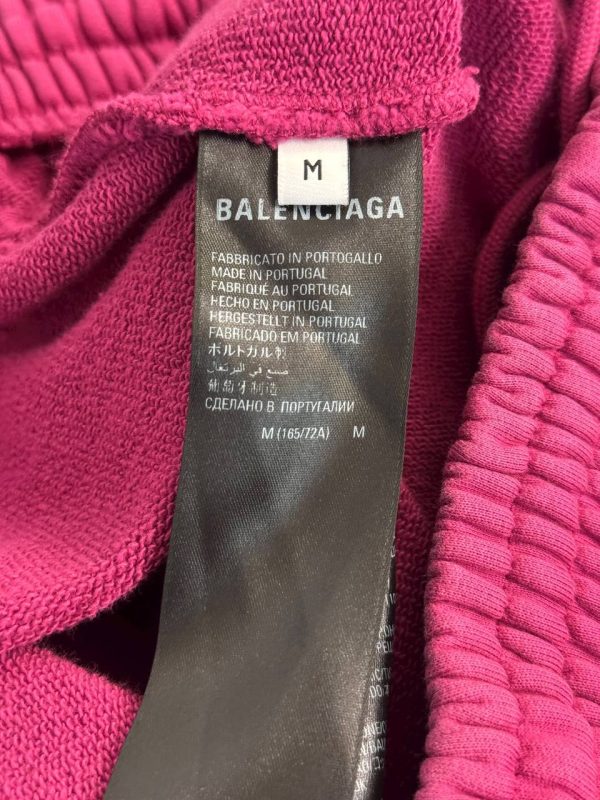 M
BALENCIAGA
FABBRICATO IN PORTOGALLO
MADE IN PORTUGAL
FABRIQUÉ AU PORTUGAL
HECHO EN PORTUGAL
HERGESTELLT IN PORTUGAL
FABRICADO EM PORTUGAL
ポルトガル製
صنع في البرتغال
葡萄牙制造
СДЕЛАНО В ПОРТУГАЛИИ
M (165/72A) M